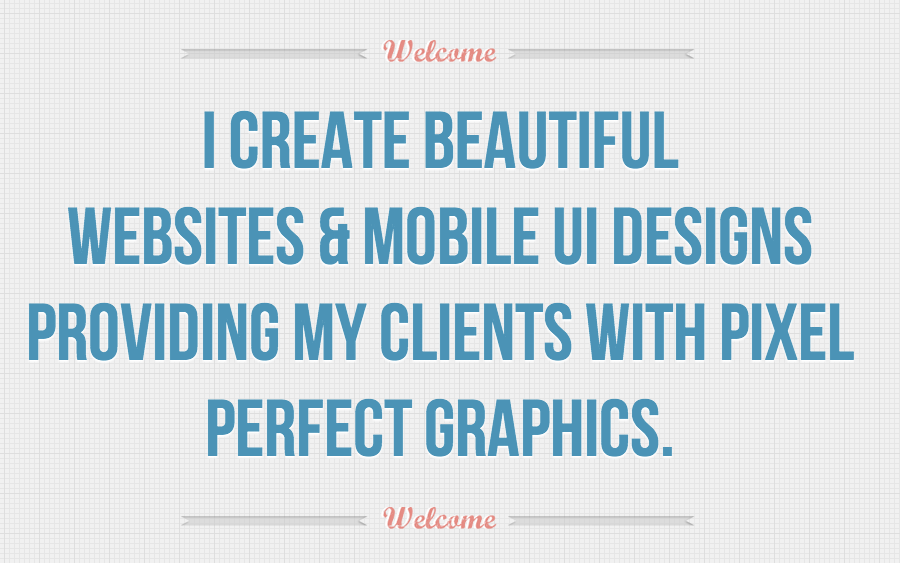 Welcome
I CREATE BEAUTIFUL
WEBSITES & MOBILE UI DESIGNS
PROVIDING MY CLIENTS WITH PIXEL
PERFECT GRAPHICS.
Welcome